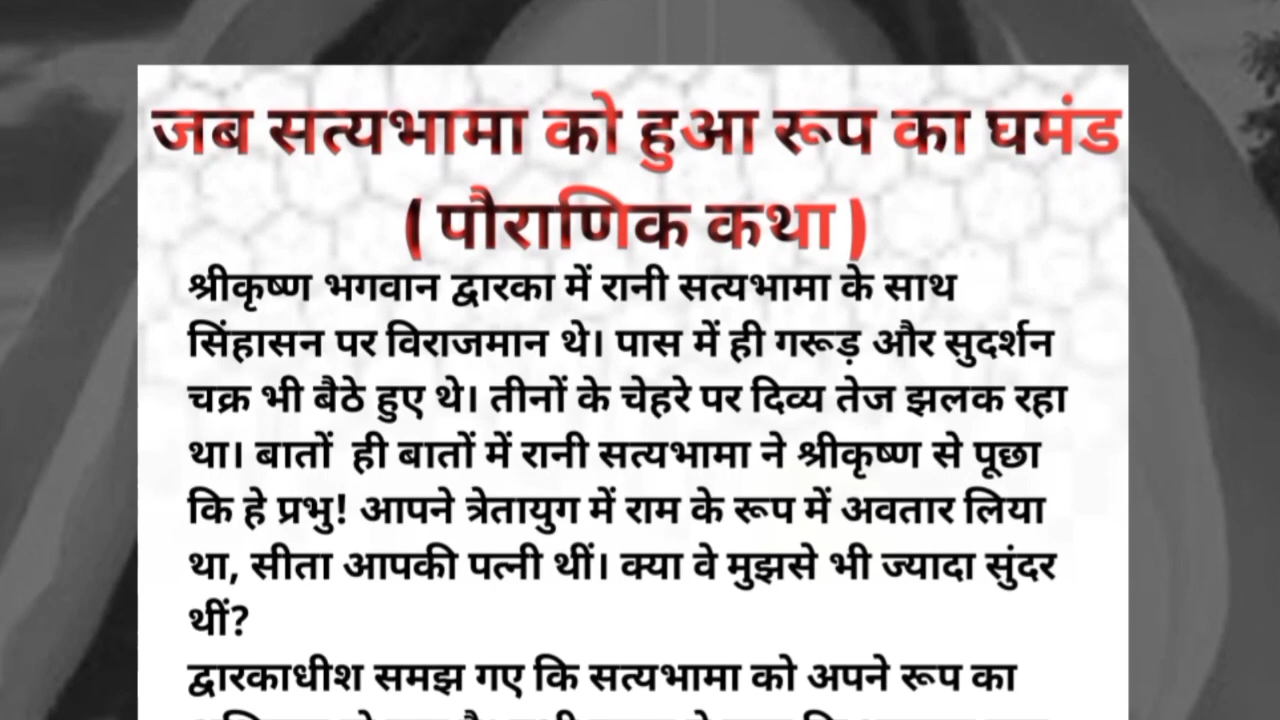 जब सत्यभामा को हुआ रूप का घमंड
( पौराणिक कथा )
श्रीकृष्ण भगवान द्वारका में रानी सत्यभामा के साथ
सिंहासन पर विराजमान थे। पास में ही गरूड़ और सुदर्शन
चक्र भी बैठे हुए थे। तीनों के चेहरे पर दिव्य तेज झलक रहा
था। बातों ही बातों में रानी सत्यभामा ने श्रीकृष्ण से पूछा
कि हे प्रभु! आपने त्रेतायुग में राम के रूप में अवतार लिया
था, सीता आपकी पत्नी थीं। क्या वे मुझसे भी ज्यादा सुंदर
थीं?
द्वारकाधीश समझ गए कि सत्यभामा को अपने रूप का